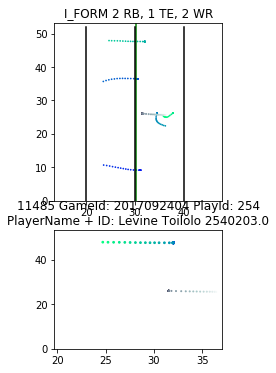 I_FORM 2 RB, 1 TE, 2 WR
50
40
30
20
10
0
20 30 40
11485 GameId: 2017092404 PlayId: 254
PlayerName + ID: Levine Toilolo 2540203.0
40
20
0
20 25 30 35